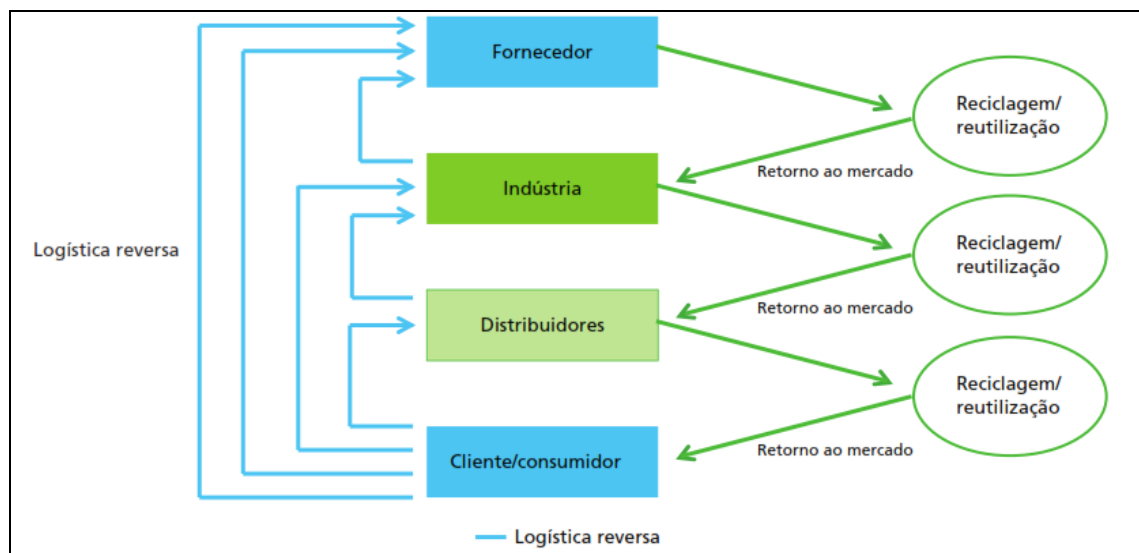 Fornecedor
Reciclagem/
reutilização
Retorno ao mercado
Indústria
Logística reversa
Reciclagem/
reutilização
Retorno ao mercado
Distribuidores
Reciclagem/
reutilização
Retorno ao mercado
Cliente/consumidor
Logística reversa